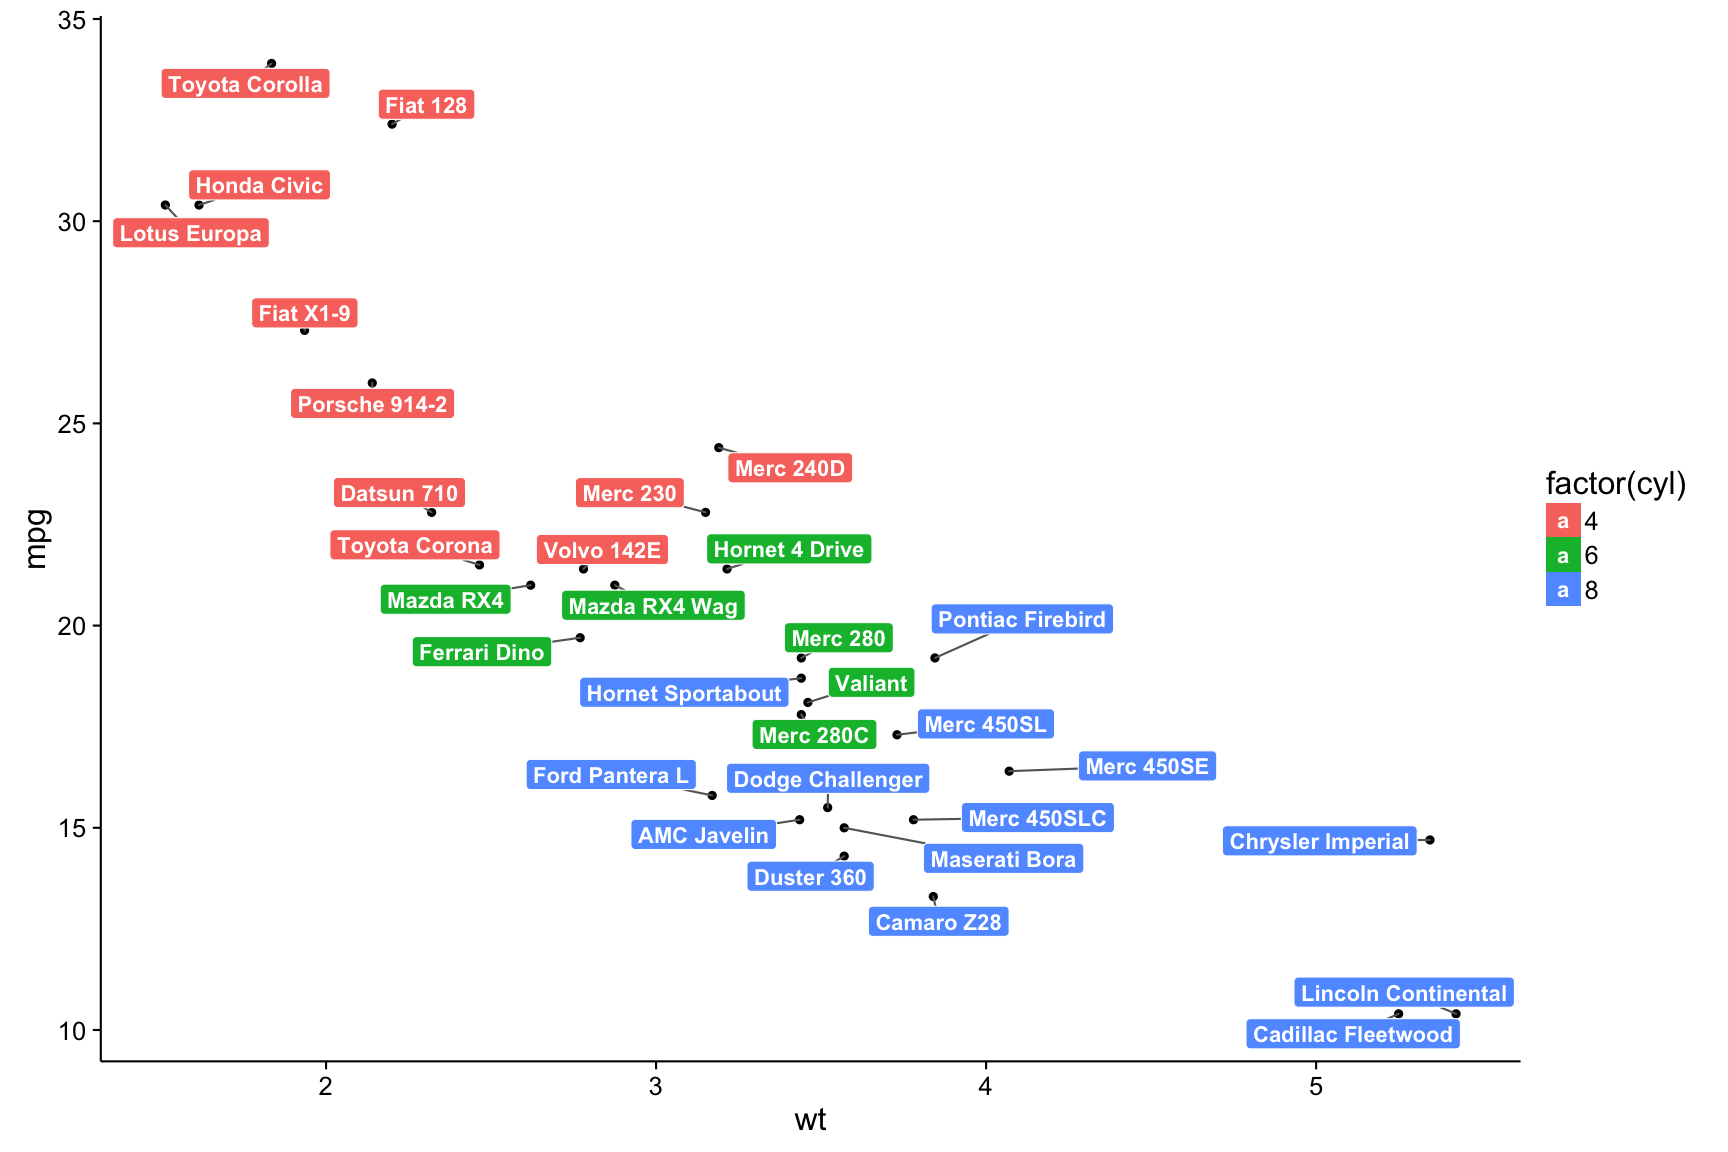 35
Toyota Corolla
Fiat 128
Honda Civic
30
Lotus Europa
Fiat X1-9
Porsche 914-2
25
Merc 240D
Datsun 710
Merc 230
Toyota Corona
Volvo 142E
Hornet 4 Drive
Mazda RX4
Mazda RX4 Wag
20
Pontiac Firebird
Merc 280
Ferrari Dino
Valiant
Hornet Sportabout
Merc 450SL
Merc 280C
Merc 450SE
Ford Pantera L
Dodge Challenger
Merc 450SLC
15
AMC Javelin
Chrysler Imperial
Maserati Bora
Duster 360
Camaro Z28
Lincoln Continental
10
Cadillac Fleetwood
mpg
2 3 4 5
wt
factor(cyl)
a 4
a 6
a 8